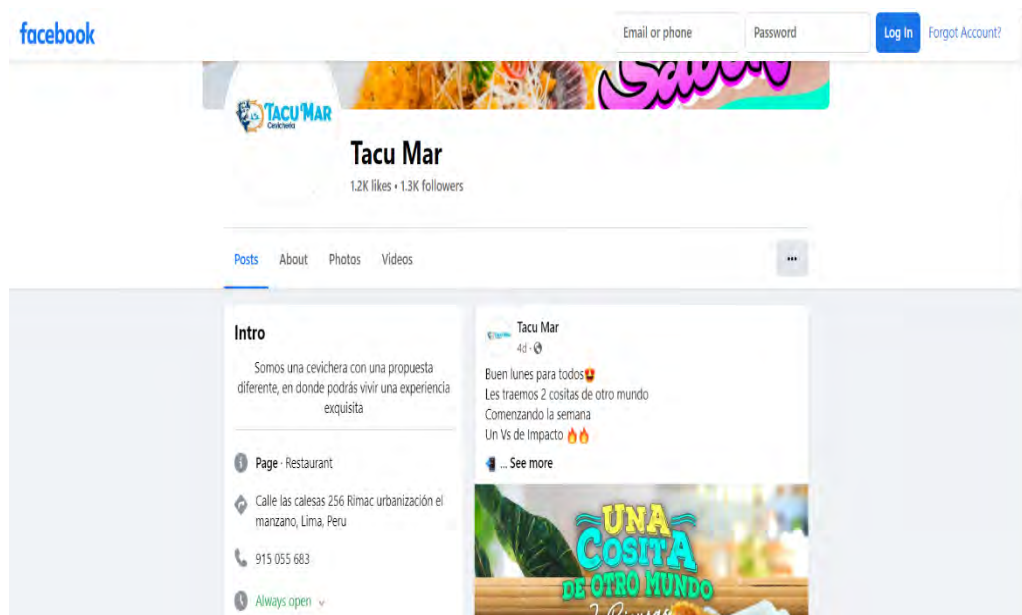 facebook
Email or phone
Password
Log In
Forgot Account?
Sabor
TACU MAR
Cevicheria
Tacu Mar
1.2K likes • 1.3K followers
Posts
About
Photos
Videos
...
Intro
Somos una cevichera con una propuesta
diferente, en donde podrás vivir una experiencia
exquisita
Page · Restaurant
Calle las calesas 256 Rimac urbanización el
manzano, Lima, Peru
915 055 683
Always open
Tacu Mar
4d ·
Buen lunes para todos🤩
Les traemos 2 cositas de otro mundo
Comenzando la semana
Un Vs de Impacto 🔥🔥
📲 ... See more
UNA
COSITA
DE OTRO MUNDO